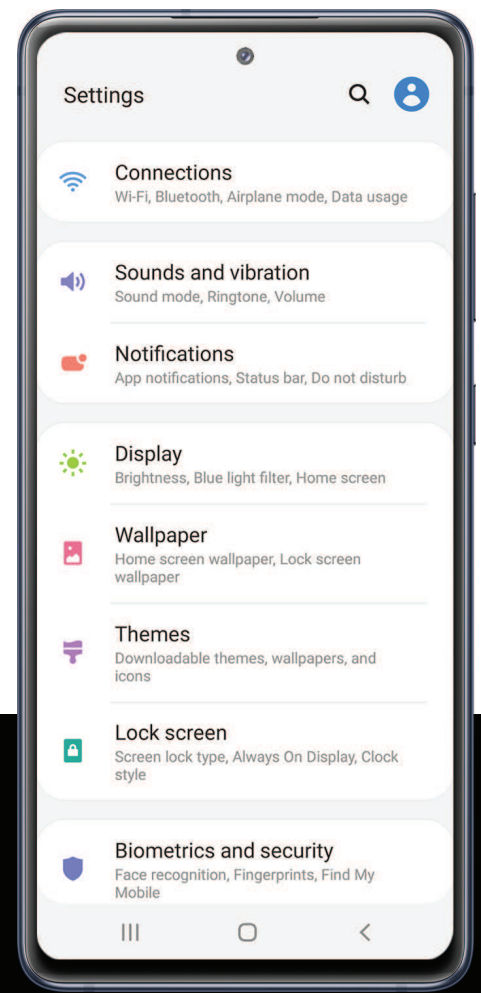 Settings
Connections
Wi-Fi, Bluetooth, Airplane mode, Data usage
Sounds and vibration
Sound mode, Ringtone, Volume
Notifications
App notifications, Status bar, Do not disturb
Display
Brightness, Blue light filter, Home screen
Wallpaper
Home screen wallpaper, Lock screen
wallpaper
Themes
Downloadable themes, wallpapers, and
icons
Lock screen
Screen lock type, Always On Display, Clock
style
Biometrics and security
Face recognition, Fingerprints, Find My
Mobile